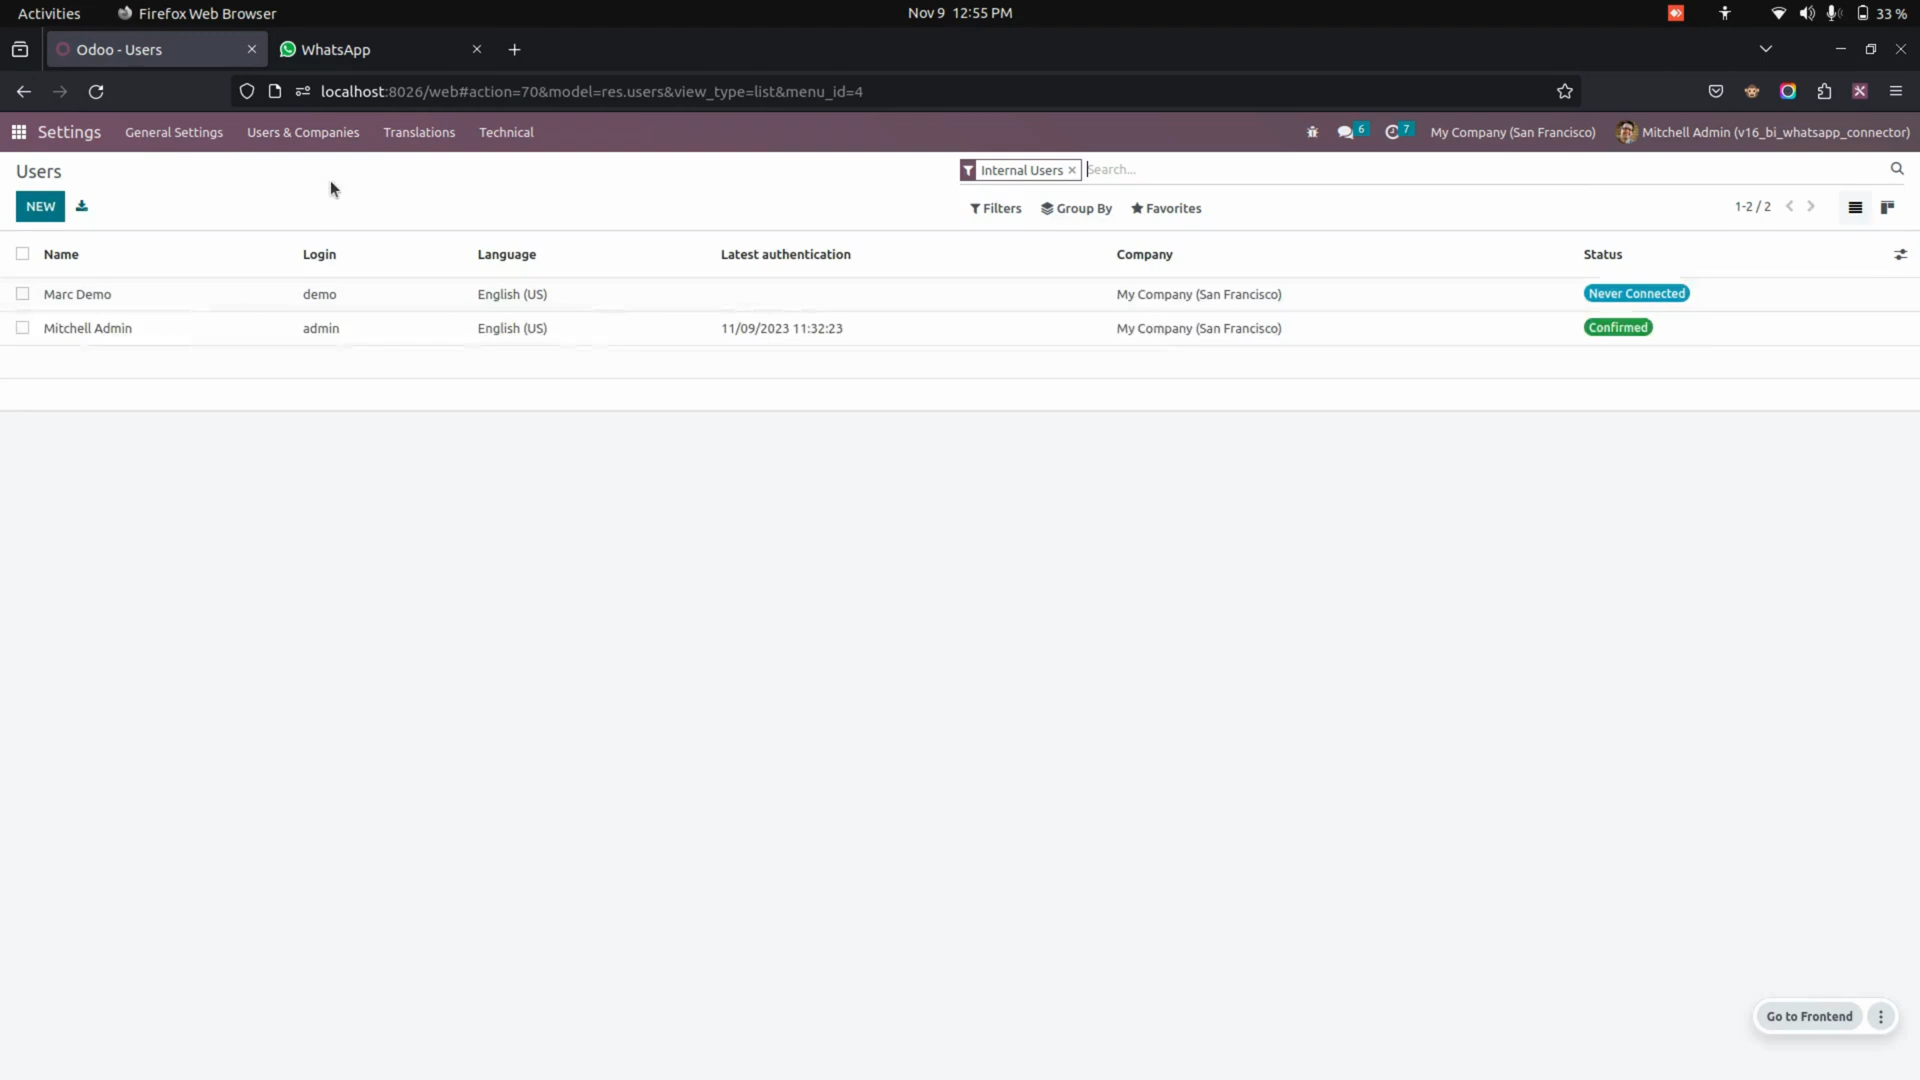 Activities Firefox Web Browser Nov 9 12:55 PM 33 %
Odoo - Users WhatsApp
localhost:8026/web#action=70&model=res.users&view_type=list&menu_id=4
Settings General Settings Users & Companies Translations Technical 6 7 My Company (San Francisco) Mitchell Admin (v16_bi_whatsapp_connector)
Users Internal Users Search...
NEW Filters Group By Favorites 1-2 / 2
Name Login Language Latest authentication Company Status
Marc Demo demo English (US) My Company (San Francisco) Never Connected
Mitchell Admin admin English (US) 11/09/2023 11:32:23 My Company (San Francisco) Confirmed
Go to Frontend